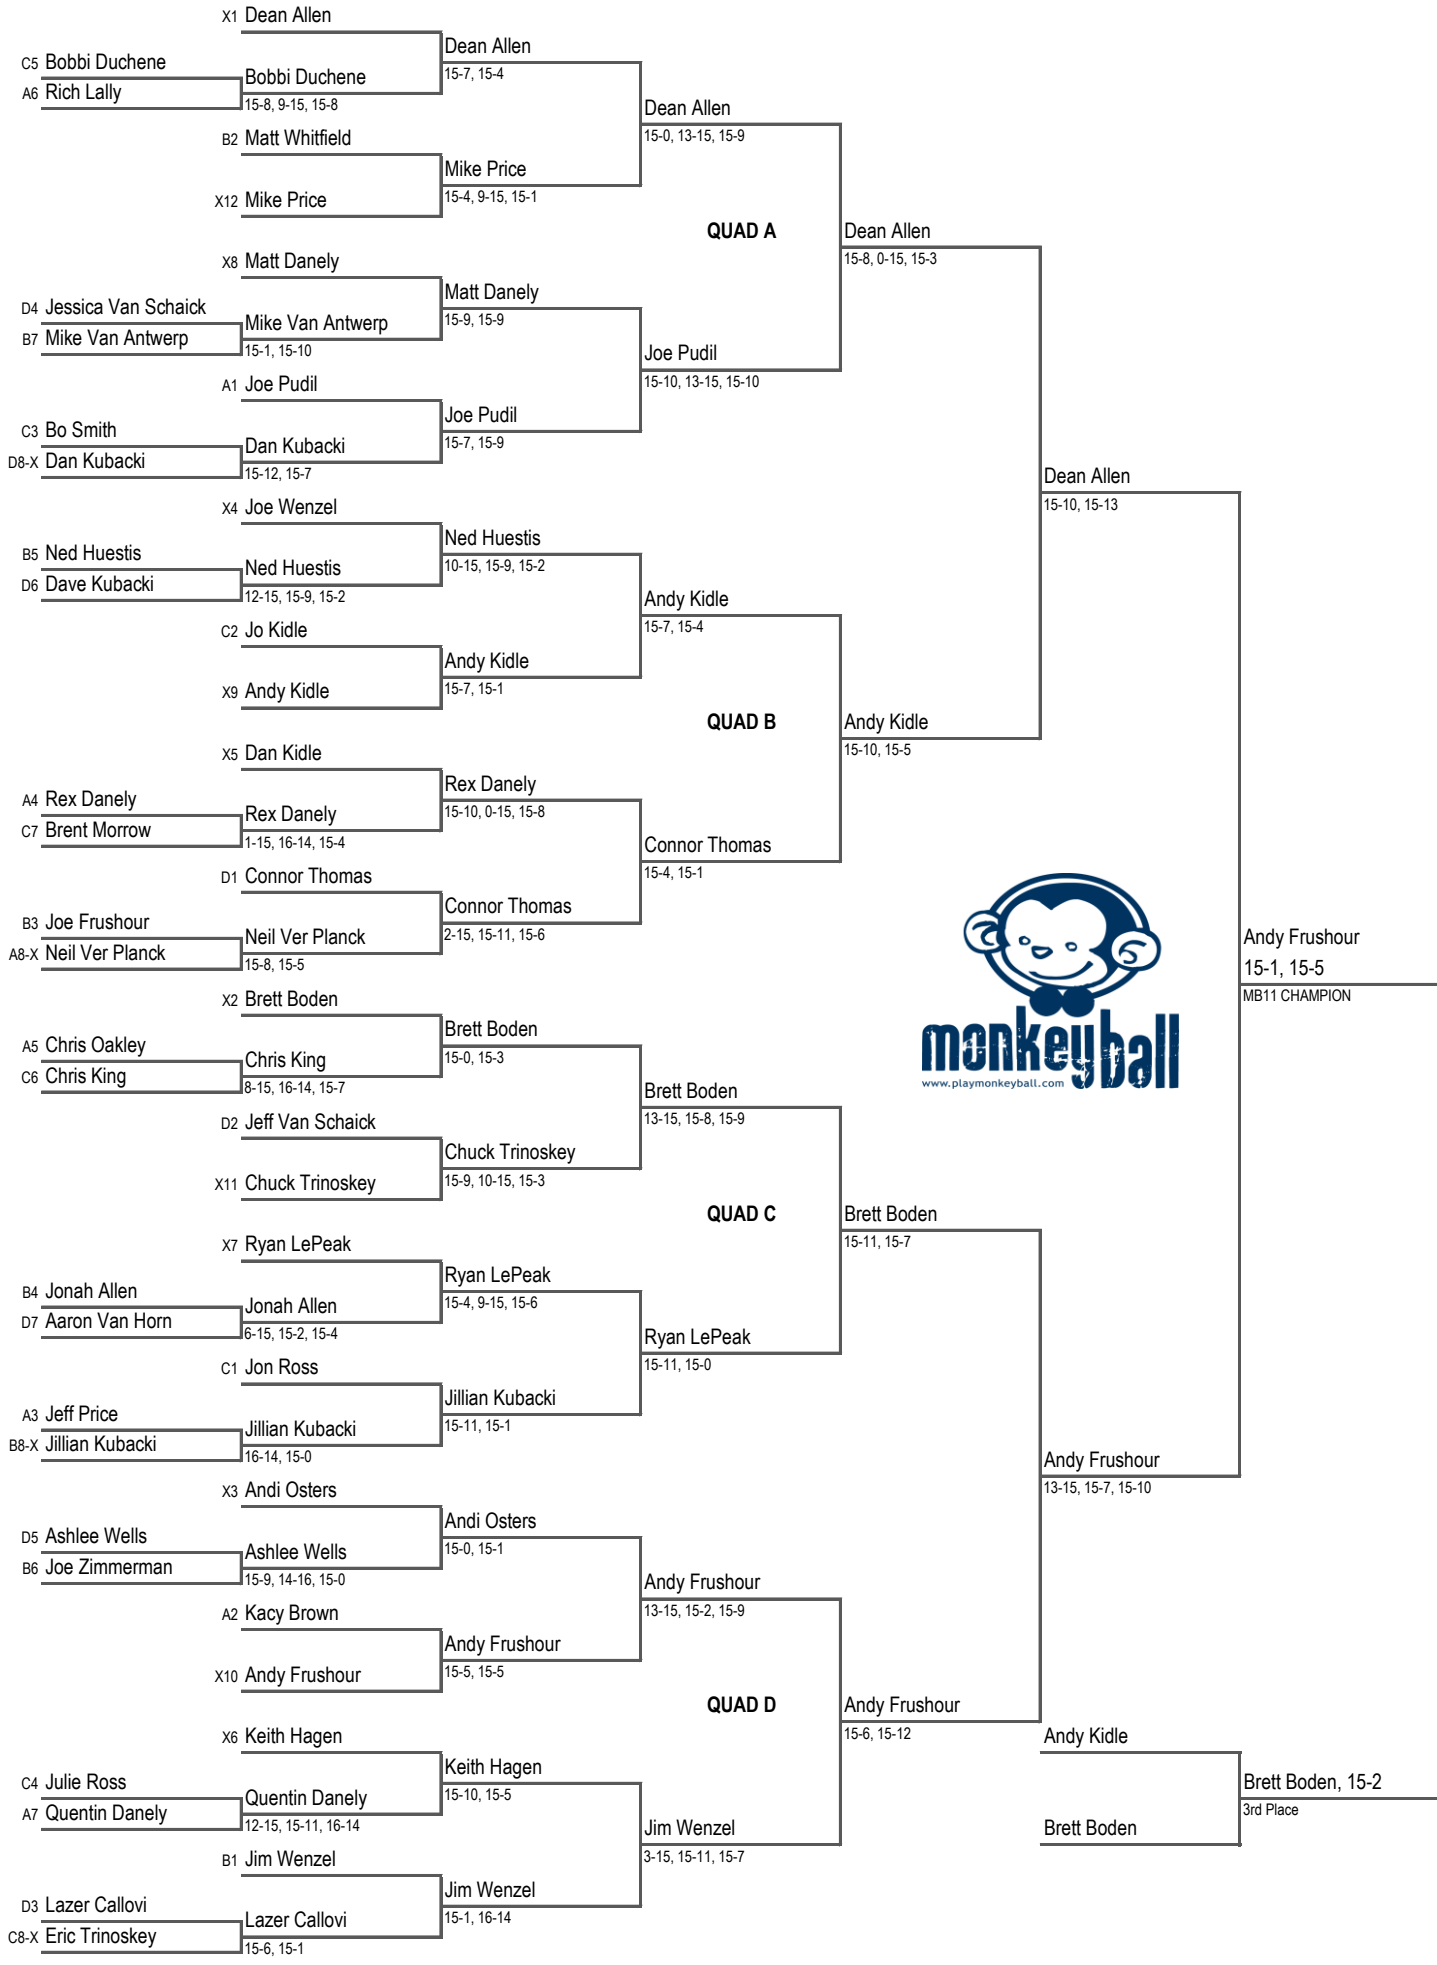 X1 Dean Allen
Dean Allen
C5 Bobbi Duchene
15-7, 15-4
Bobbi Duchene
A6 Rich Lally
15-8, 9-15, 15-8
Dean Allen
15-0, 13-15, 15-9
B2 Matt Whitfield
Mike Price
15-4, 9-15, 15-1
X12 Mike Price
QUAD A
Dean Allen
15-8, 0-15, 15-3
X8 Matt Danely
Matt Danely
D4 Jessica Van Schaick
15-9, 15-9
Mike Van Antwerp
B7 Mike Van Antwerp
15-1, 15-10
Joe Pudil
15-10, 13-15, 15-10
A1 Joe Pudil
Joe Pudil
C3 Bo Smith
15-7, 15-9
Dan Kubacki
D8-X Dan Kubacki
15-12, 15-7
Dean Allen
15-10, 15-13
X4 Joe Wenzel
Ned Huestis
B5 Ned Huestis
10-15, 15-9, 15-2
Ned Huestis
D6 Dave Kubacki
12-15, 15-9, 15-2
Andy Kidle
15-7, 15-4
C2 Jo Kidle
Andy Kidle
15-7, 15-1
X9 Andy Kidle
QUAD B
Andy Kidle
15-10, 15-5
X5 Dan Kidle
Rex Danely
A4 Rex Danely
15-10, 0-15, 15-8
Rex Danely
C7 Brent Morrow
1-15, 16-14, 15-4
Connor Thomas
15-4, 15-1
D1 Connor Thomas
Connor Thomas
B3 Joe Frushour
2-15, 15-11, 15-6
Neil Ver Planck
A8-X Neil Ver Planck
15-8, 15-5
Andy Frushour
15-1, 15-5
MB11 CHAMPION
X2 Brett Boden
Brett Boden
A5 Chris Oakley
15-0, 15-3
Chris King
C6 Chris King
8-15, 16-14, 15-7
monkeyball
www.playmonkeyball.com
Brett Boden
13-15, 15-8, 15-9
D2 Jeff Van Schaick
Chuck Trinoskey
15-9, 10-15, 15-3
X11 Chuck Trinoskey
QUAD C
Brett Boden
15-11, 15-7
X7 Ryan LePeak
Ryan LePeak
B4 Jonah Allen
15-4, 9-15, 15-6
Jonah Allen
D7 Aaron Van Horn
6-15, 15-2, 15-4
Ryan LePeak
15-11, 15-0
C1 Jon Ross
Jillian Kubacki
A3 Jeff Price
15-11, 15-1
Jillian Kubacki
B8-X Jillian Kubacki
16-14, 15-0
Andy Frushour
13-15, 15-7, 15-10
X3 Andi Osters
Andi Osters
D5 Ashlee Wells
15-0, 15-1
Ashlee Wells
B6 Joe Zimmerman
15-9, 14-16, 15-0
Andy Frushour
13-15, 15-2, 15-9
A2 Kacy Brown
Andy Frushour
15-5, 15-5
X10 Andy Frushour
QUAD D
Andy Frushour
15-6, 15-12
X6 Keith Hagen
Andy Kidle
Keith Hagen
C4 Julie Ross
15-10, 15-5
Quentin Danely
A7 Quentin Danely
12-15, 15-11, 16-14
Brett Boden, 15-2
3rd Place
Jim Wenzel
3-15, 15-11, 15-7
Brett Boden
B1 Jim Wenzel
Jim Wenzel
D3 Lazer Callovi
15-1, 16-14
Lazer Callovi
C8-X Eric Trinoskey
15-6, 15-1